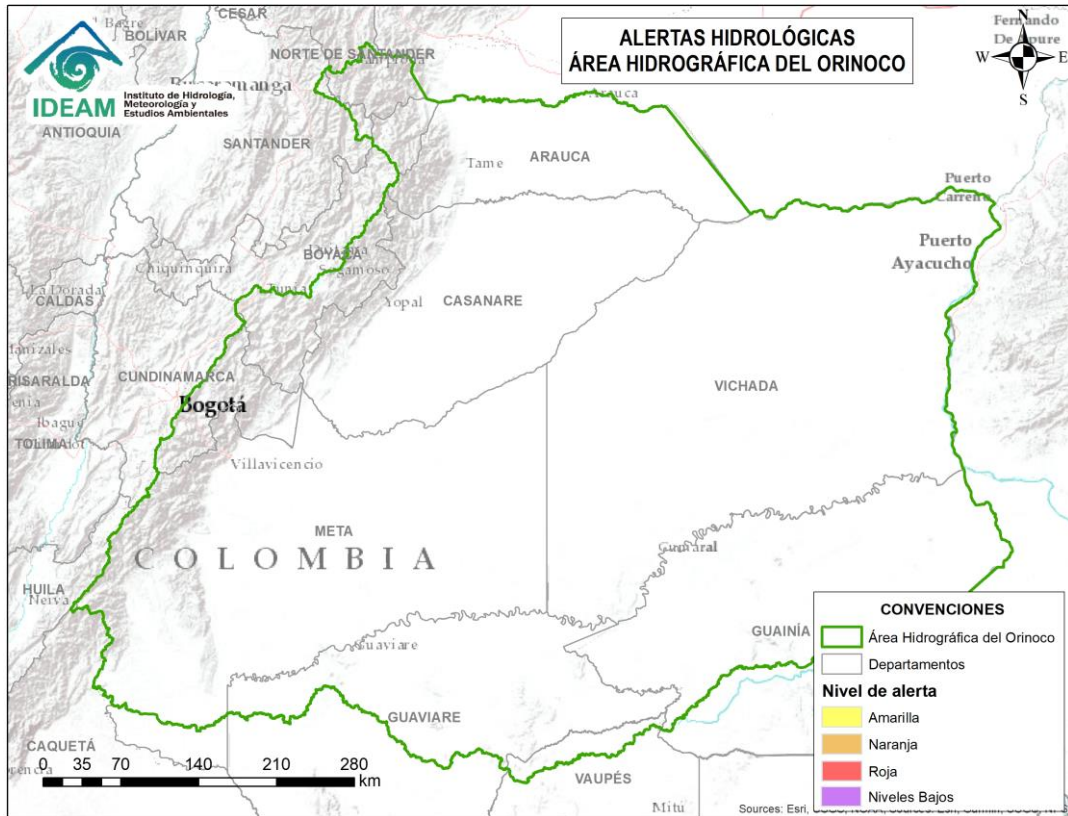 ALERTAS HIDROLÓGICAS
ÁREA HIDROGRÁFICA DEL ORINOCO
IDEAM
Instituto de Hidrología,
Meteorología y
Estudios Ambientales
N
W
E
S
Fernando
De Apure
CESAR
BOLÍVAR
NORTE DE SANTANDER
ANTIOQUIA
SANTANDER
Arauca
ARAUCA
Tame
Puerto
Carreño
Puerto
Ayacucho
BOYACÁ
Sogamoso
Chiquinquira
Tunja
La Dorada
CALDAS
Yopal
CASANARE
Manizales
RISARALDA
CUNDINAMARCA
VICHADA
Bogotá
Ibagué
TOLIMA
Villavicencio
META
COLOMBIA
Cumaral
HUILA
Neiva
GUAINÍA
Guaviare
GUAVIARE
CAQUETÁ
VAUPÉS
Mitú
0 35 70 140 210 280
km
CONVENCIONES
Área Hidrográfica del Orinoco
Departamentos
Nivel de alerta
Amarilla
Naranja
Roja
Niveles Bajos
Sources: Esri,